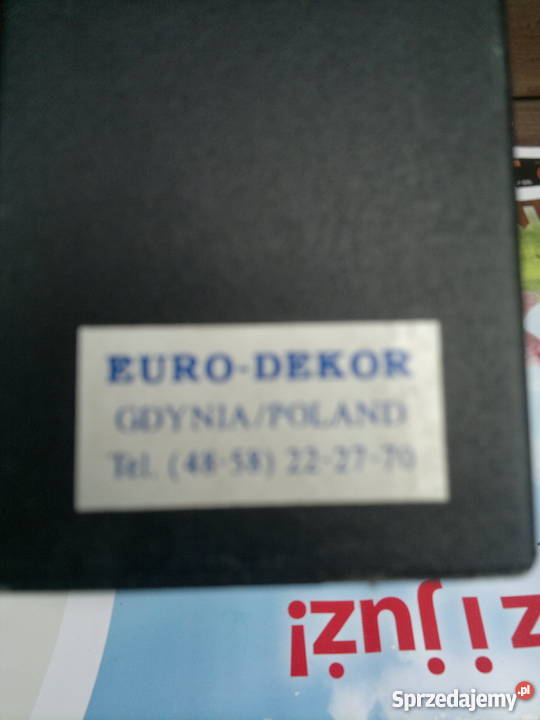 EURO-DEKOR
GDYNIA/POLAND
Tel. (48-58) 22-27-70
z i już!
Sprzedajemy.pl